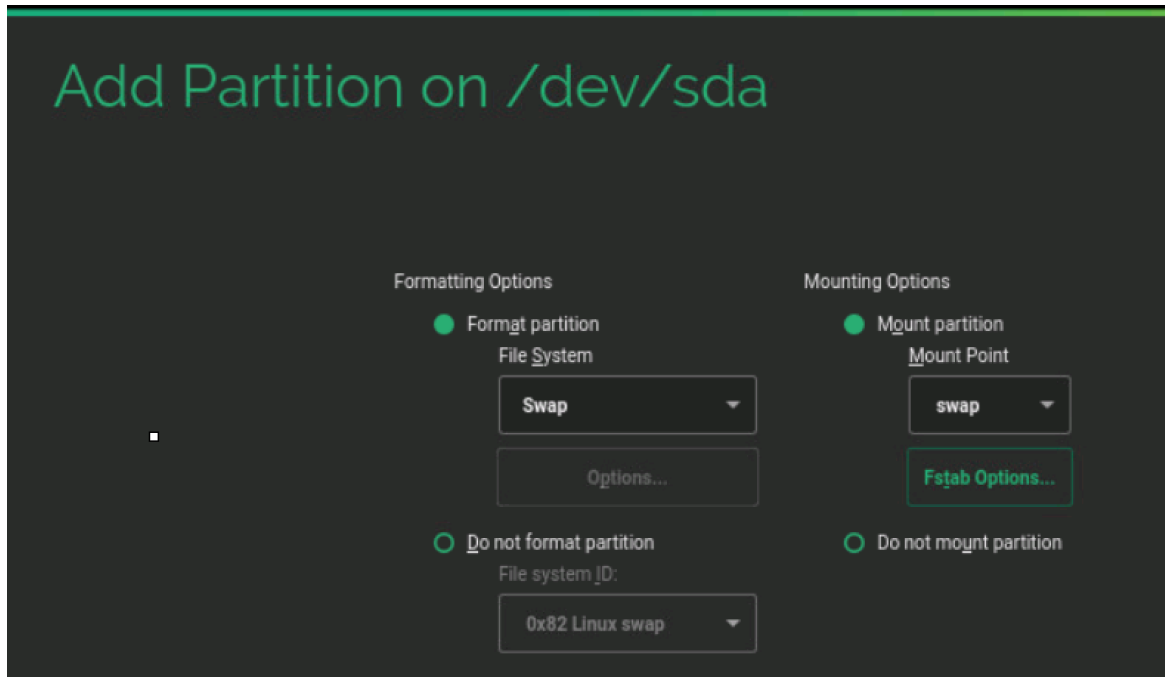 Add Partition on /dev/sda
Formatting Options
Format partition
File System
Swap
Options...
Do not format partition
File system ID:
0x82 Linux swap
Mounting Options
Mount partition
Mount Point
swap
Fstab Options...
Do not mount partition